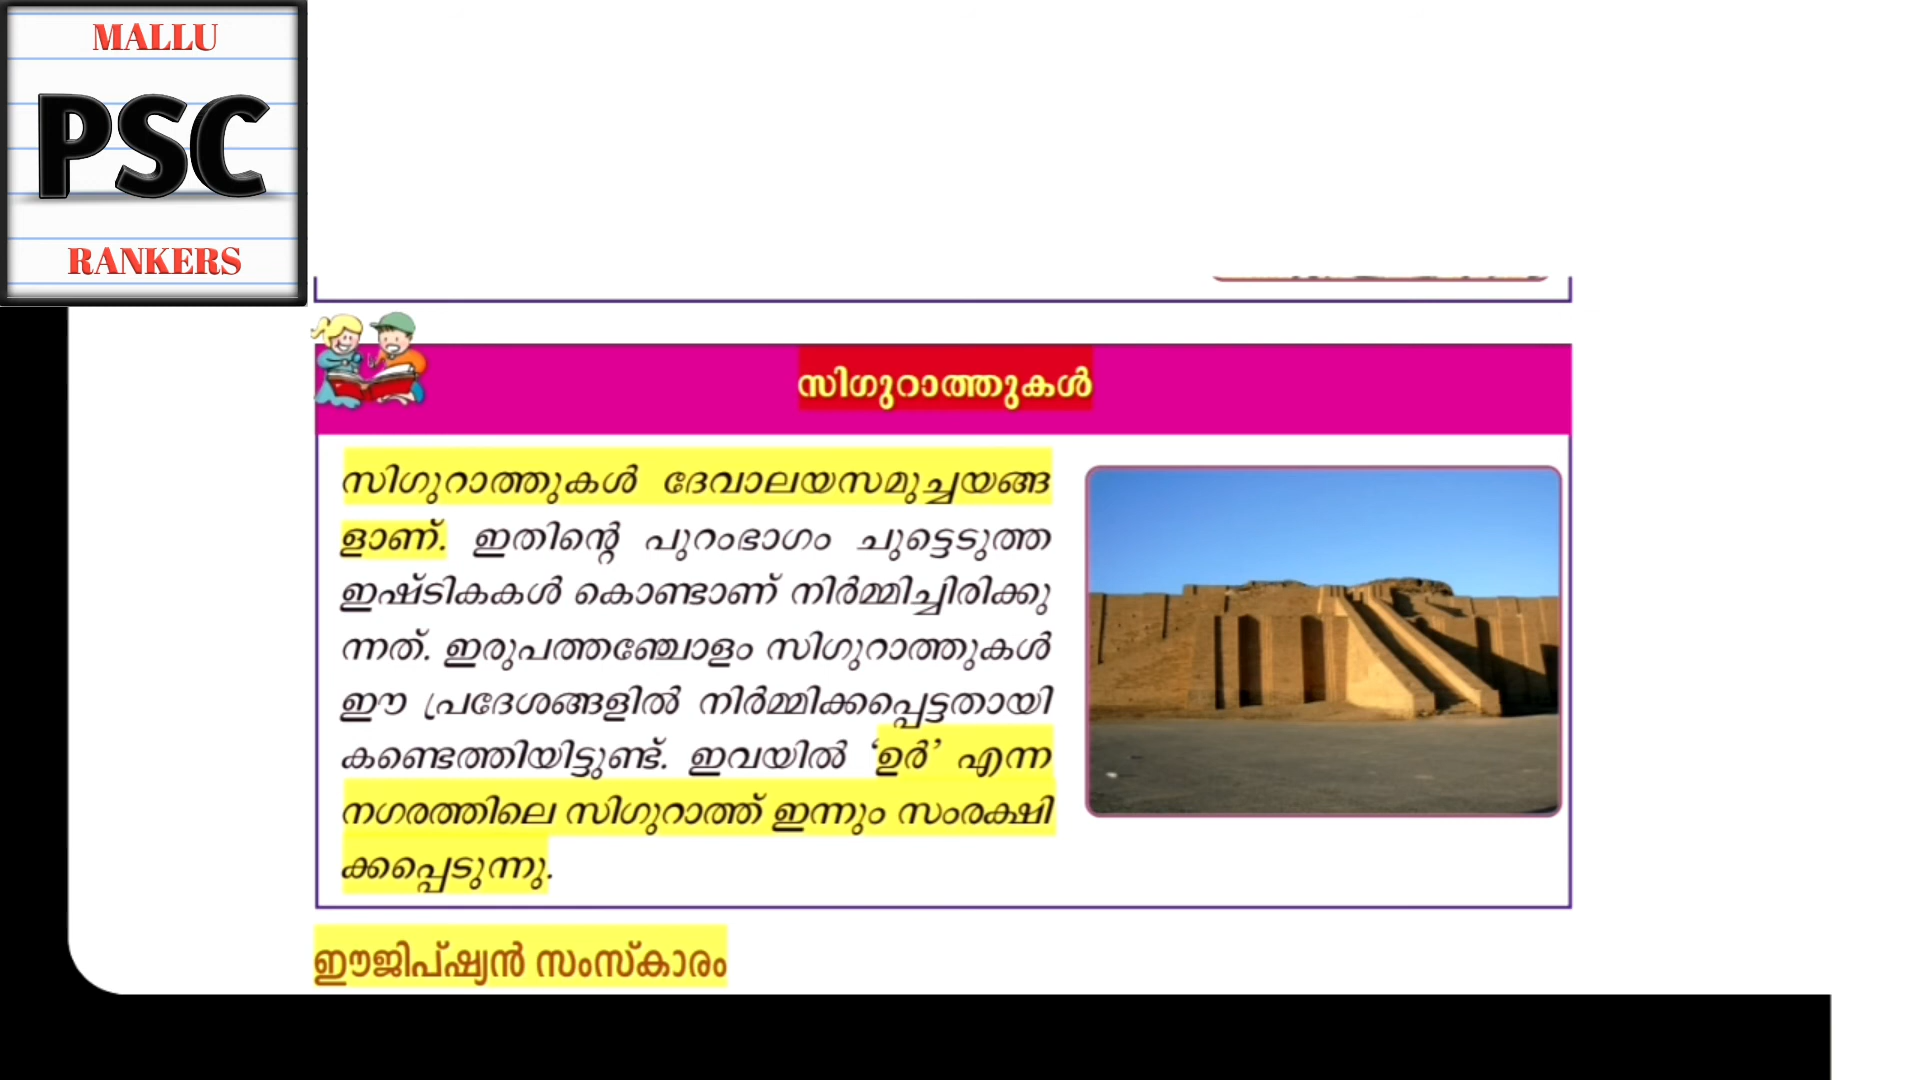 MALLU
PSC
RANKERS
സിഗുറാത്തുകൾ
സിഗുറാത്തുകൾ ദേവാലയസമുച്ചയങ്ങ
ളാണ്. ഇതിന്റെ പുറംഭാഗം ചുട്ടെടുത്ത
ഇഷ്ടികകൾ കൊണ്ടാണ് നിർമ്മിച്ചിരിക്കു
ന്നത്. ഇരുപത്തഞ്ചോളം സിഗുറാത്തുകൾ
ഈ പ്രദേശങ്ങളിൽ നിർമ്മിക്കപ്പെട്ടതായി
കണ്ടെത്തിയിട്ടുണ്ട്. ഇവയിൽ ‘ഉർ’ എന്ന
നഗരത്തിലെ സിഗുറാത്ത് ഇന്നും സംരക്ഷി
ക്കപ്പെടുന്നു.
ഈജിപ്ഷ്യൻ സംസ്കാരം